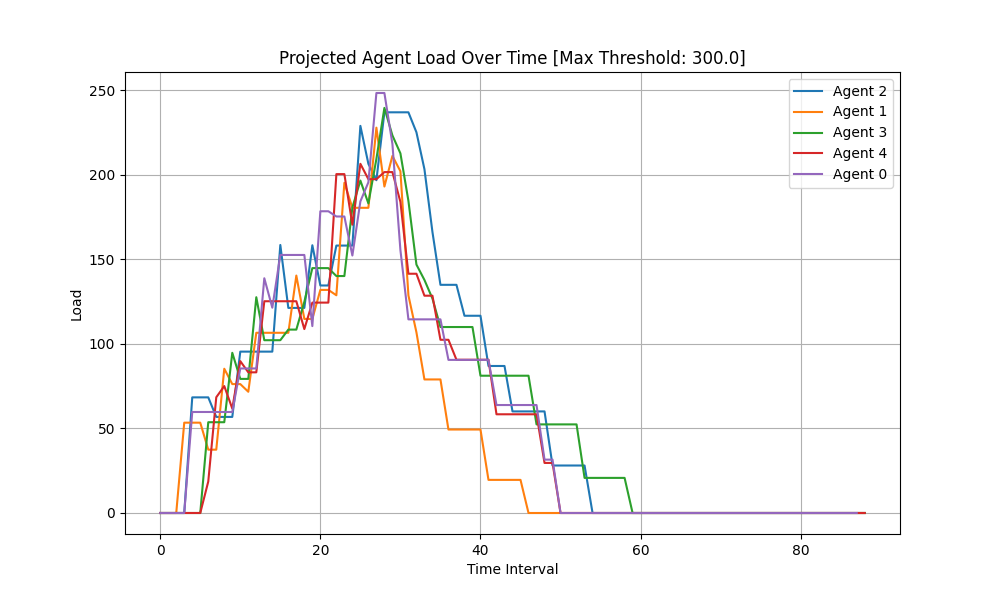 Projected Agent Load Over Time [Max Threshold: 300.0]
250
200
150
100
50
0
Load
0 20 40 60 80
Time Interval
Agent 2
Agent 1
Agent 3
Agent 4
Agent 0